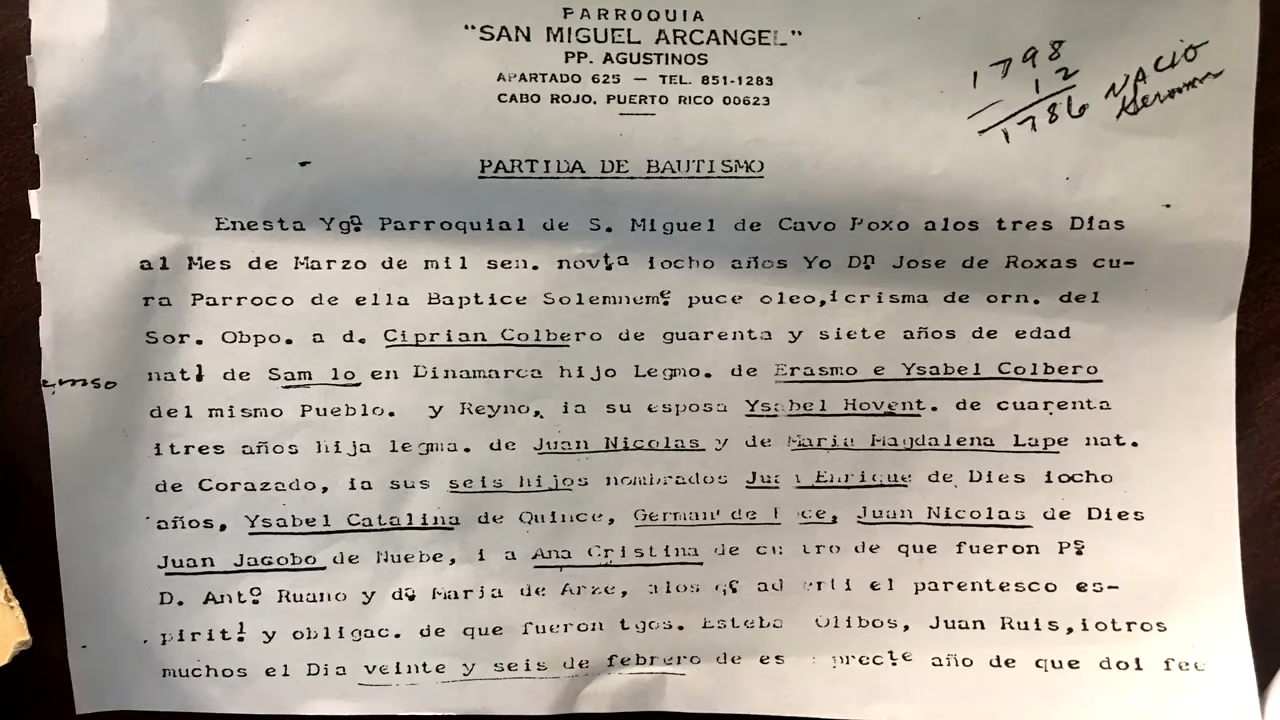 PARROQUIA
"SAN MIGUEL ARCANGEL"
PP. AGUSTINOS
APARTADO 625 — TEL. 851-1283
CABO ROJO, PUERTO RICO 00623
1798
12
1786 NACIO
PARTIDA DE BAUTISMO
Enesta Ygª Parroquial de S. Miguel de Cavo Roxo alos tres Dias
al Mes de Marzo de mil sen. novta iocho años Yo Dn Jose de Roxas cu-
ra Parroco de ella Baptice Solemneme puce oleo,icrisma de orn. del
Sor. Obpo. a d. Ciprian Colbero de guarenta y siete años de edad
natl de Sam lo en Dinamarca hijo Legmo. de Erasmo e Ysabel Colbero
del mismo Pueblo. y Reyno, ia su esposa Ysabel Hovent. de cuarenta
itres años hija legma. de Juan Nicolas y de Maria Magdalena Lape nat.
de Corazado, ia sus seis hijos nombrados Enrique de Dies iocho
años, Ysabel Catalina de Quince, German de Juan Nicolas de Dies
Juan Jacobo de Nuebe, i a Ana Cristina de de que fueron Ps
D. Antº Ruano y dª Maria de Arze, alos el parentesco es-
piritl y obligac. de que fueron tgos. Olibos, Juan Ruis,iotros
muchos el Dia veinte y seis de febrero de precte año de que doi fee